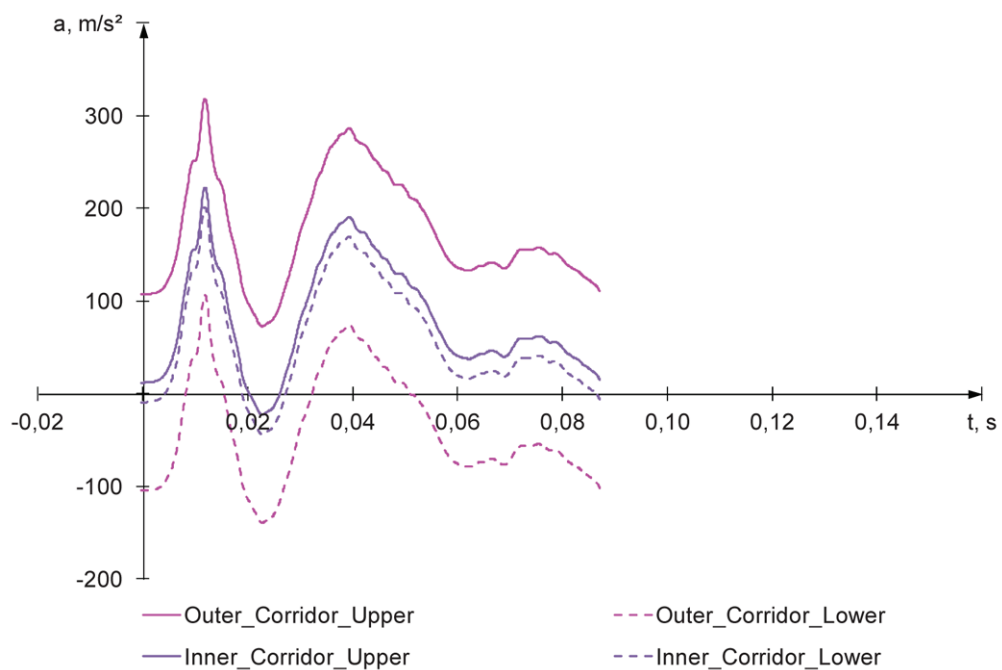 a, m/s²
300
200
100
-0,02 0,02 0,04 0,06 0,08 0,10 0,12 0,14 t, s
-100
-200
Outer_Corridor_Upper Outer_Corridor_Lower
Inner_Corridor_Upper Inner_Corridor_Lower